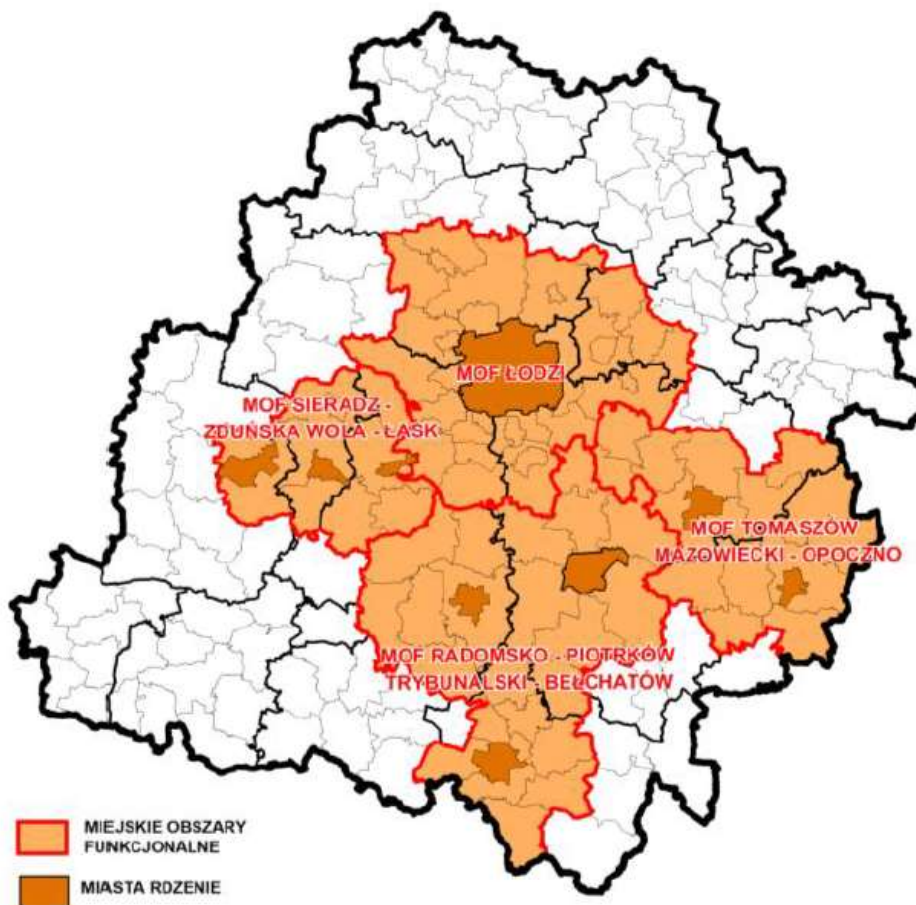 MOF ŁODZI
MOF SIERADZ -
ZDUŃSKA WOLA - ŁASK
MOF TOMASZÓW
MAZOWIECKI - OPOCZNO
MOF RADOMSKO - PIOTRKÓW
TRYBUNALSKI - BEŁCHATÓW
MIEJSKIE OBSZARY
FUNKCJONALNE
MIASTA RDZENIE